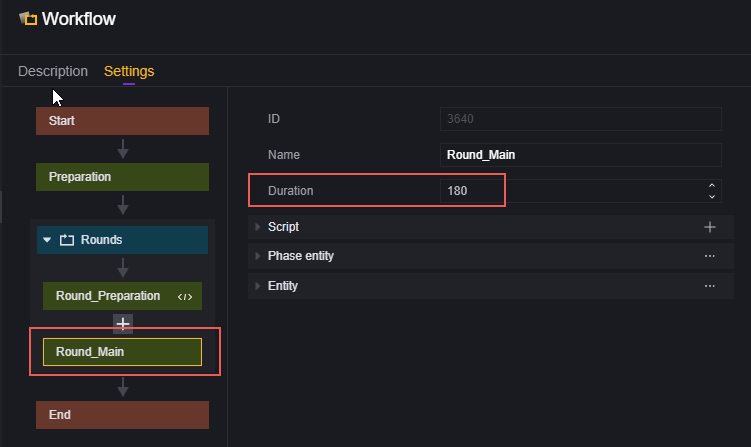 Workflow
Description Settings
Start
Preparation
Rounds
Round_Preparation </>
Round_Main
End
ID 3640
Name Round_Main
Duration 180
Script
Phase entity
Entity